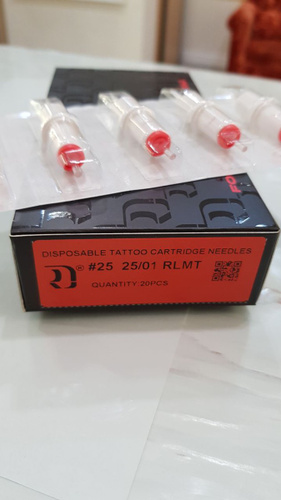 DISPOSABLE TATTOO CARTRIDGE NEEDLES
#25 25/01 RLMT
QUANTITY:20PCS